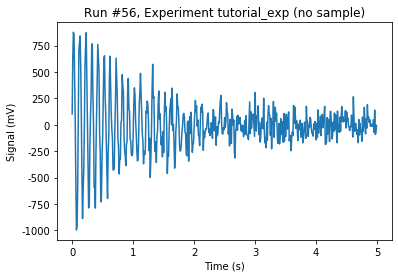 Run #56, Experiment tutorial_exp (no sample)
750
500
250
0
-250
-500
-750
-1000
Signal (mV)
0 1 2 3 4 5
Time (s)